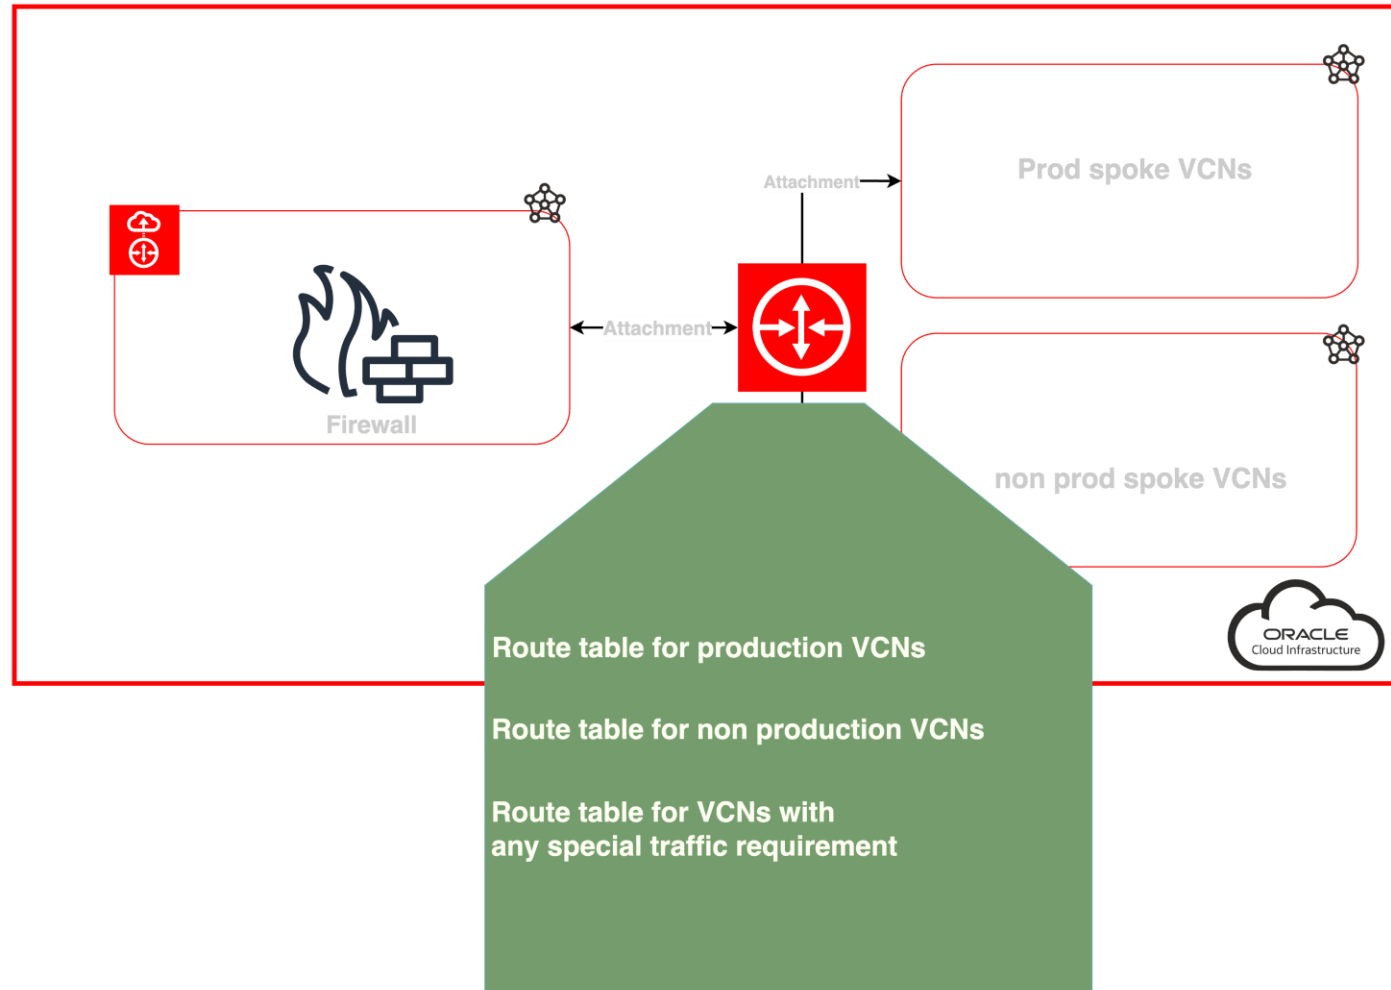 Prod spoke VCNs
Attachment
Attachment
Firewall
non prod spoke VCNs
ORACLE
Cloud Infrastructure
Route table for production VCNs
Route table for non production VCNs
Route table for VCNs with
any special traffic requirement